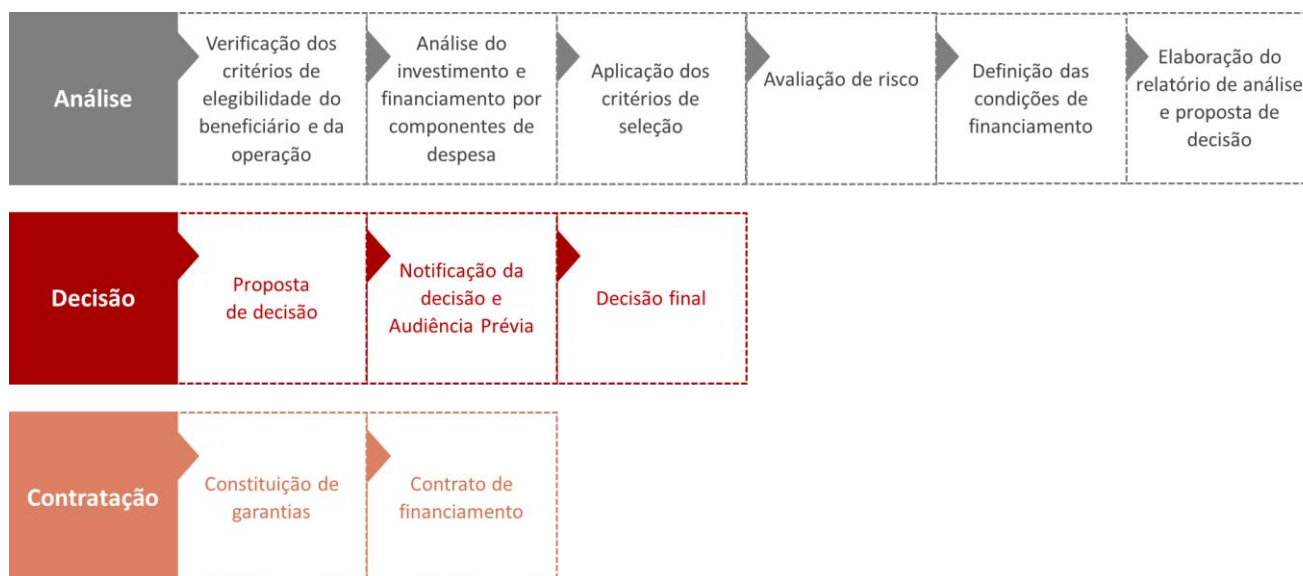 Análise
Verificação dos
critérios de
elegibilidade do
beneficiário e da
operação
Análise do
investimento e
financiamento por
componentes de
despesa
Aplicação dos
critérios de
seleção
Avaliação de risco
Definição das
condições de
financiamento
Elaboração do
relatório de análise
e proposta de
decisão
Decisão
Proposta
de decisão
Notificação da
decisão e
Audiência Prévia
Decisão final
Contratação
Constituição de
garantias
Contrato de
financiamento